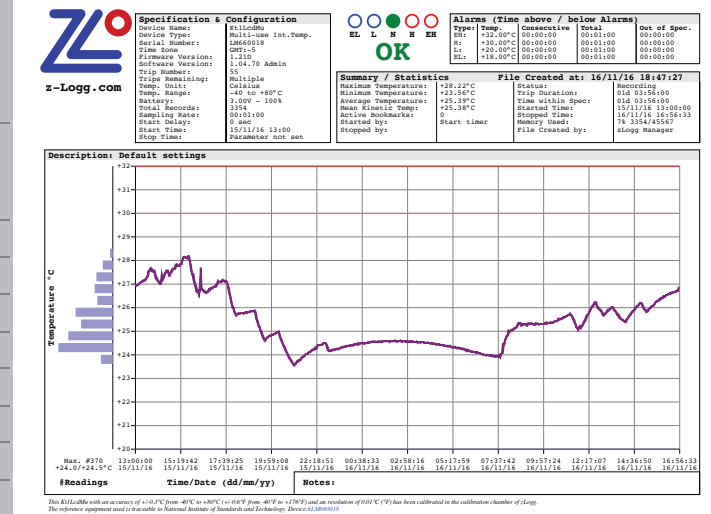 z-Logg.com
Specification & Configuration
Device Name: Kt1LcdMu
Device Type: Multi-use Int.Temp.
Serial Number: LM660018
Time Zone GMT-5
Firmware Version: 1.21D
Software Version: 1.04.70 Admin
Trip Number: 55
Trips Remaining: Multiple
Temp. Unit: Celsius
Temp. Range: -40 to +80°C
Battery: 3.00V - 100%
Total Records: 3354
Sampling Rate: 00:01:00
Start Delay: 0 sec
Start Time: 15/11/16 13:00
Stop Time: Parameter not set
EL L N H EH
OK
Alarms (Time above / below Alarms)
Type: Temp. Consecutive Total Out of Spec.
EH: +32.00°C 00:00:00 00:01:00 00:00:00
H: +30.00°C 00:00:00 00:01:00 00:00:00
L: +20.00°C 00:00:00 00:01:00 00:00:00
EL: +18.00°C 00:00:00 00:01:00 00:00:00
Summary / Statistics File Created at: 16/11/16 18:47:27
Maximum Temperature: +28.22°C Status: Recording
Minimum Temperature: +23.56°C Trip Duration: 01d 03:56:00
Average Temperature: +25.39°C Time within Spec: 01d 03:56:00
Mean Kinetic Temp: +25.38°C Started Time: 15/11/16 13:00:00
Active Bookmarks: 0 Stopped Time: 16/11/16 16:56:33
Started by: Start timer Memory Used: 7% 3354/45567
Stopped by: File Created by: zLogg Manager
Description: Default settings
Temperature °C
+32
+31
+30
+29
+28
+27
+26
+25
+24
+23
+22
+21
+20
Max. #370 13:00:00 15:19:42 17:39:25 19:59:08 22:18:51 00:38:33 02:58:16 05:17:59 07:37:42 09:57:24 12:17:07 14:36:50 16:56:33
+24.0/+24.5°C 15/11/16 15/11/16 15/11/16 15/11/16 15/11/16 16/11/16 16/11/16 16/11/16 16/11/16 16/11/16 16/11/16 16/11/16 16/11/16
#Readings Time/Date (dd/mm/yy) Notes:
This Kt1LcdMu with an accuracy of +/-0.3°C from -40°C to +80°C (+/-0.6°F from -40°F to +176°F) and an resolution of 0.01°C (°F) has been calibrated in the calibration chamber of zLogg.
The reference equipment used is traceable to National Institute of Standards and Technology. Device:#LM660018